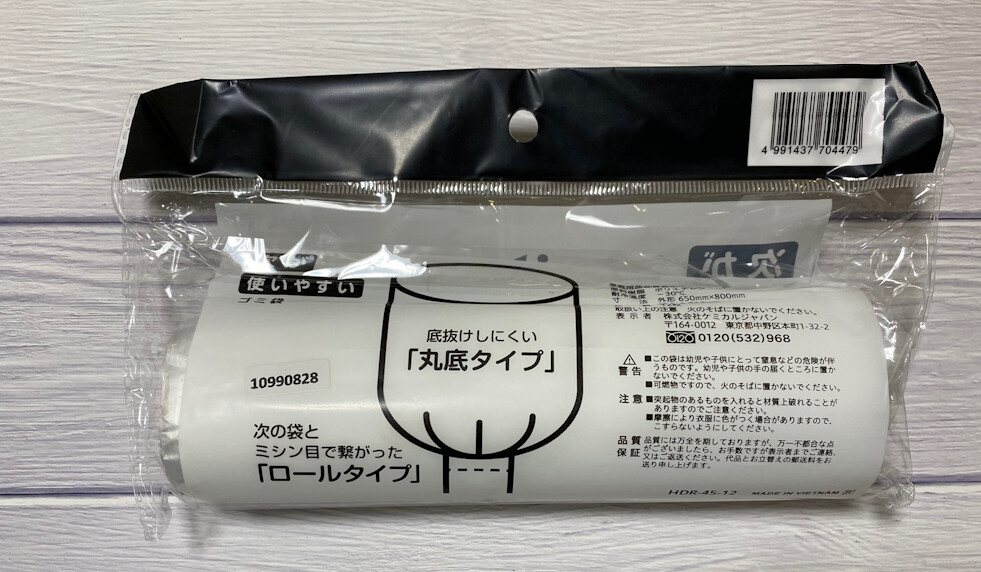 4 991437 704479
次が
使いやすい
ゴミ袋
底抜けしにくい
「丸底タイプ」
10990828
次の袋と
ミシン目で繋がった
「ロールタイプ」
耐冷温度 -30℃
寸 法 外形 650mm×800mm
取扱い上の注意 火のそばに置かないでください。
表 示 者 株式会社ケミカルジャパン
〒164-0012 東京都中野区本町1-32-2
0120(532)968
警告 ■この袋は幼児や子供にとって窒息などの危険が伴
うものです。幼児や子供の手の届くところに置か
ないでください。
■可燃物ですので、火のそばに置かないでください。
注意 ■突起物のあるものを入れると材質上破れることが
ありますのでご注意ください。
■摩擦により衣服に色がつく場合がありますので、
こすらないようにしてください。
品質 品質には万全を期しておりますが、万一不都合な点
保証 がございましたら、お手数ですが表示者までご連絡、
又はご返送ください。代品とお立替えの郵送料をお
送り申し上げます。
HDR-45-12 MADE IN VIETNAM